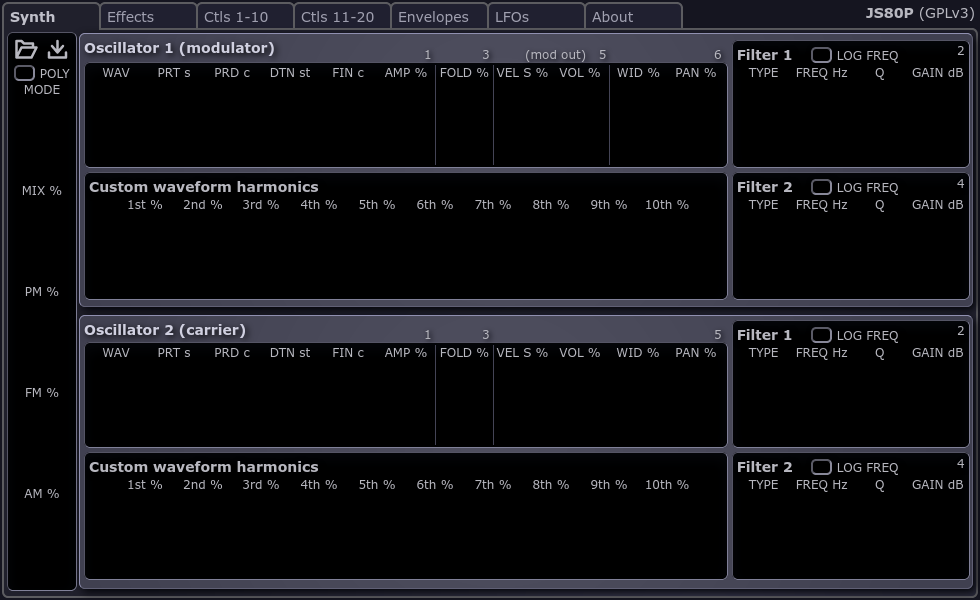 Synth Effects Ctls 1-10 Ctls 11-20 Envelopes LFOs About JS80P (GPLv3)
POLY
MODE
MIX %
PM %
FM %
AM %
Oscillator 1 (modulator) 1 3 (mod out) 5 6
WAV PRT s PRD c DTN st FIN c AMP % FOLD % VEL S % VOL % WID % PAN %
Filter 1 LOG FREQ 2
TYPE FREQ Hz Q GAIN dB
Custom waveform harmonics
1st % 2nd % 3rd % 4th % 5th % 6th % 7th % 8th % 9th % 10th %
Filter 2 LOG FREQ 4
TYPE FREQ Hz Q GAIN dB
Oscillator 2 (carrier) 1 3 5
WAV PRT s PRD c DTN st FIN c AMP % FOLD % VEL S % VOL % WID % PAN %
Filter 1 LOG FREQ 2
TYPE FREQ Hz Q GAIN dB
Custom waveform harmonics
1st % 2nd % 3rd % 4th % 5th % 6th % 7th % 8th % 9th % 10th %
Filter 2 LOG FREQ 4
TYPE FREQ Hz Q GAIN dB